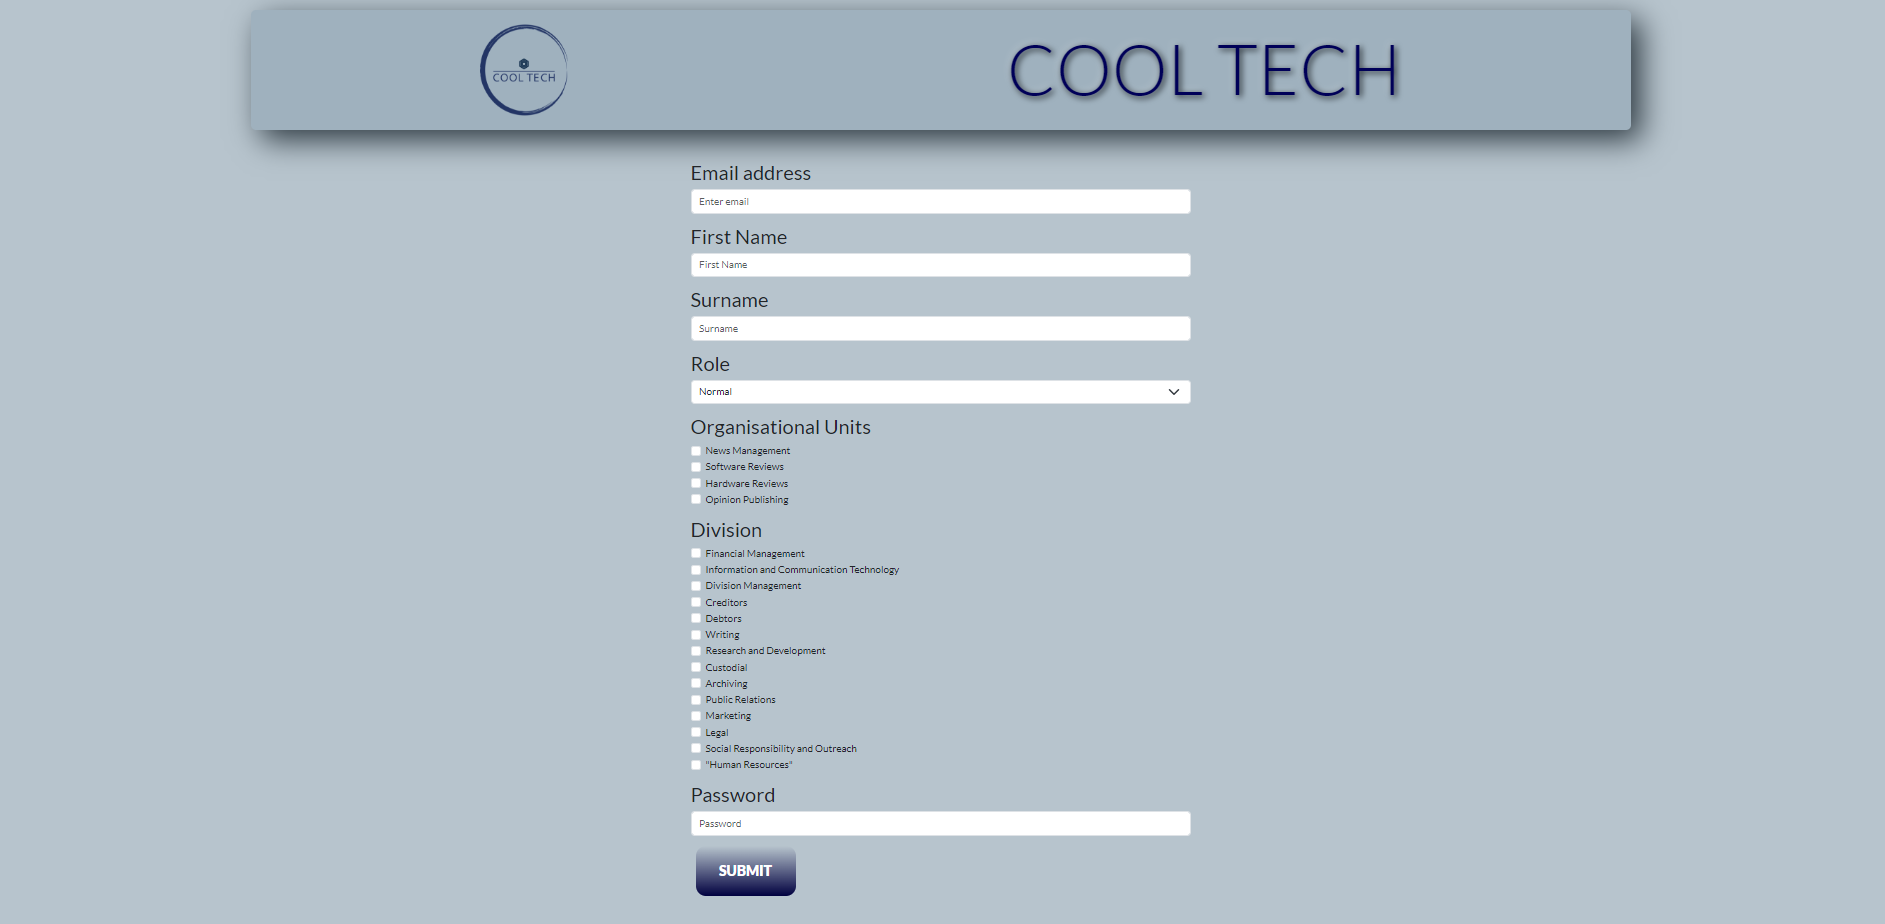 COOL TECH
COOL TECH
Email address
Enter email
First Name
First Name
Surname
Surname
Role
Normal
Organisational Units
News Management
Software Reviews
Hardware Reviews
Opinion Publishing
Division
Financial Management
Information and Communication Technology
Division Management
Creditors
Debtors
Writing
Research and Development
Custodial
Archiving
Public Relations
Marketing
Legal
Social Responsibility and Outreach
"Human Resources"
Password
Password
SUBMIT